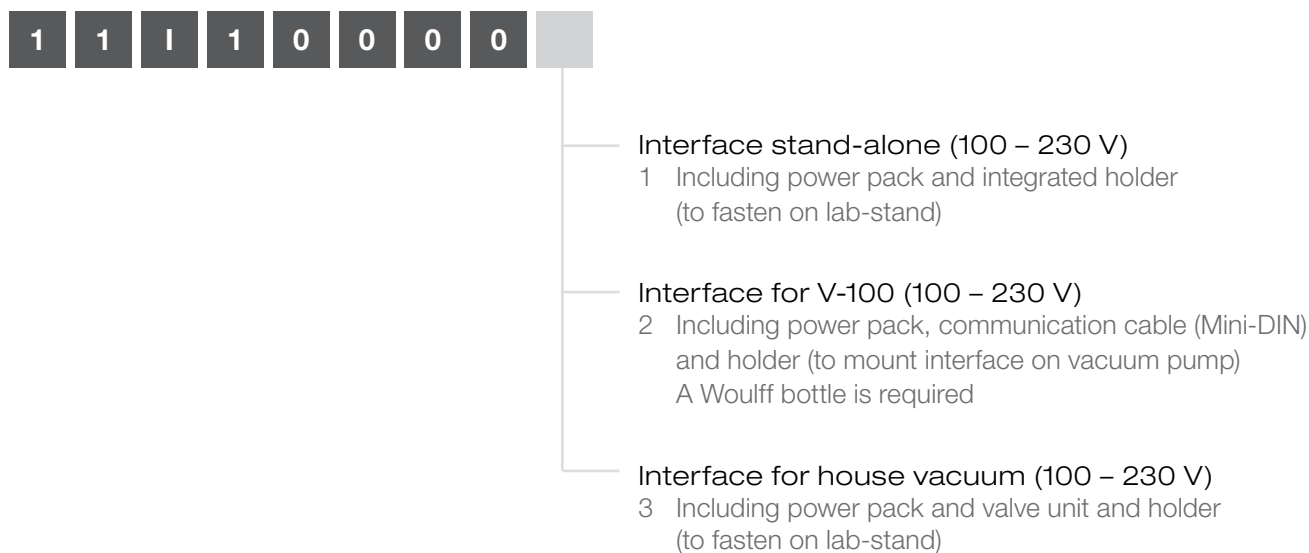 1 1 I 1 0 0 0 0
Interface stand-alone (100 – 230 V)
1 Including power pack and integrated holder
(to fasten on lab-stand)
Interface for V-100 (100 – 230 V)
2 Including power pack, communication cable (Mini-DIN)
and holder (to mount interface on vacuum pump)
A Woulff bottle is required
Interface for house vacuum (100 – 230 V)
3 Including power pack and valve unit and holder
(to fasten on lab-stand)